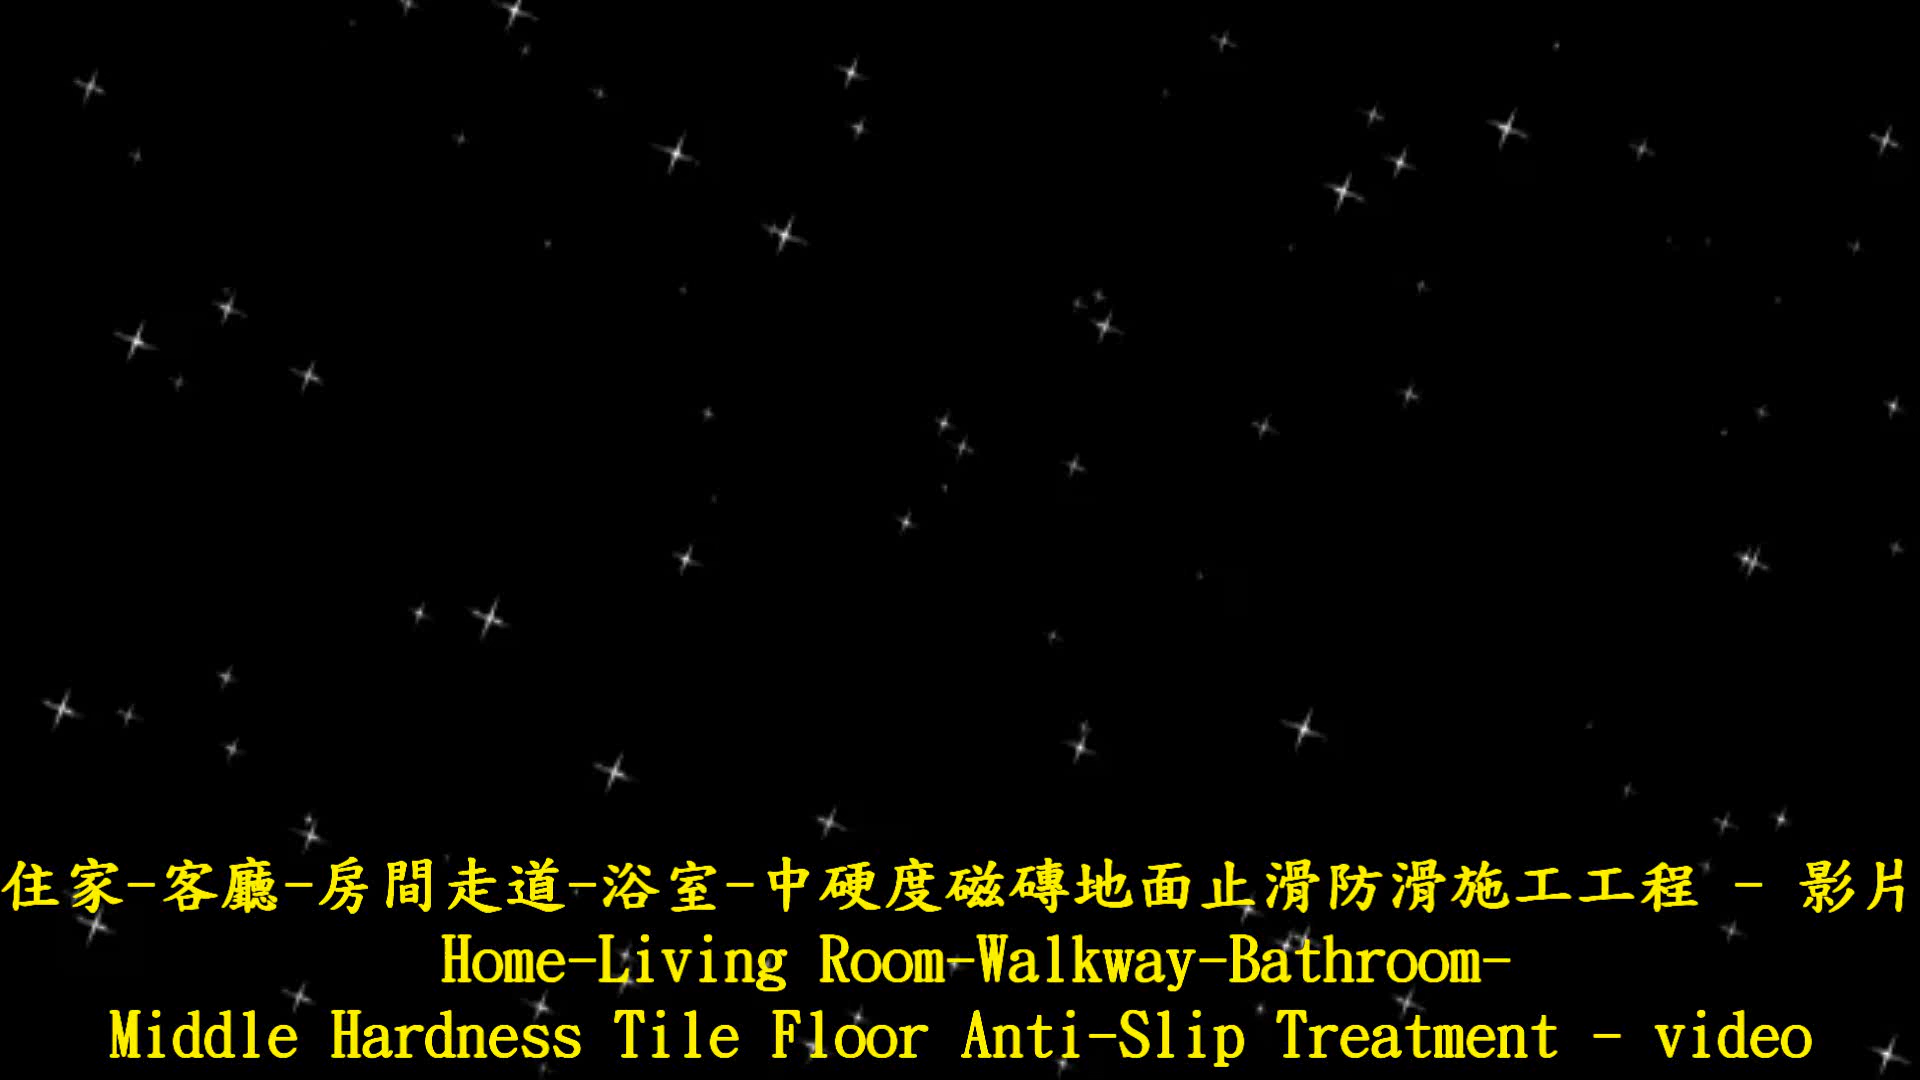 住家-客廳-房間走道-浴室-中硬度磁磚地面止滑防滑施工工程 - 影片
Home-Living Room-Walkway-Bathroom-
Middle Hardness Tile Floor Anti-Slip Treatment - video